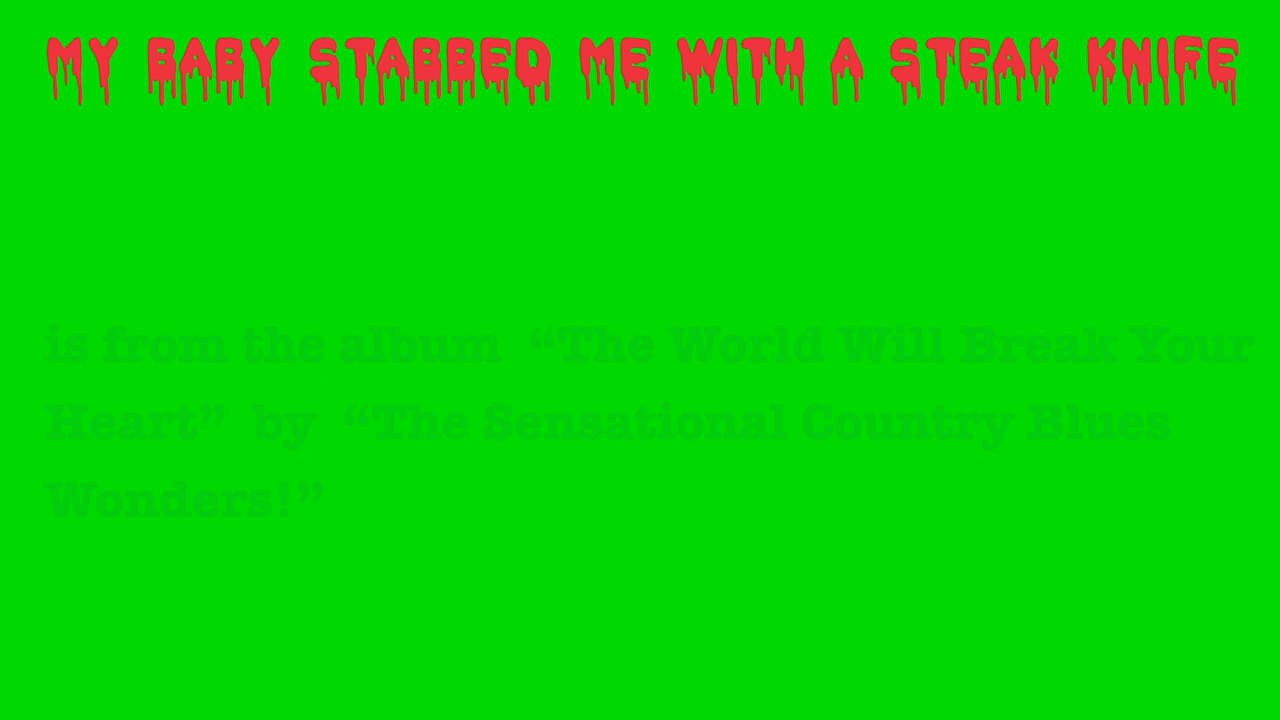 MY BABY STABBED ME WITH A STEAK KNIFE
is from the album “The World Will Break Your
Heart” by “The Sensational Country Blues
Wonders!”